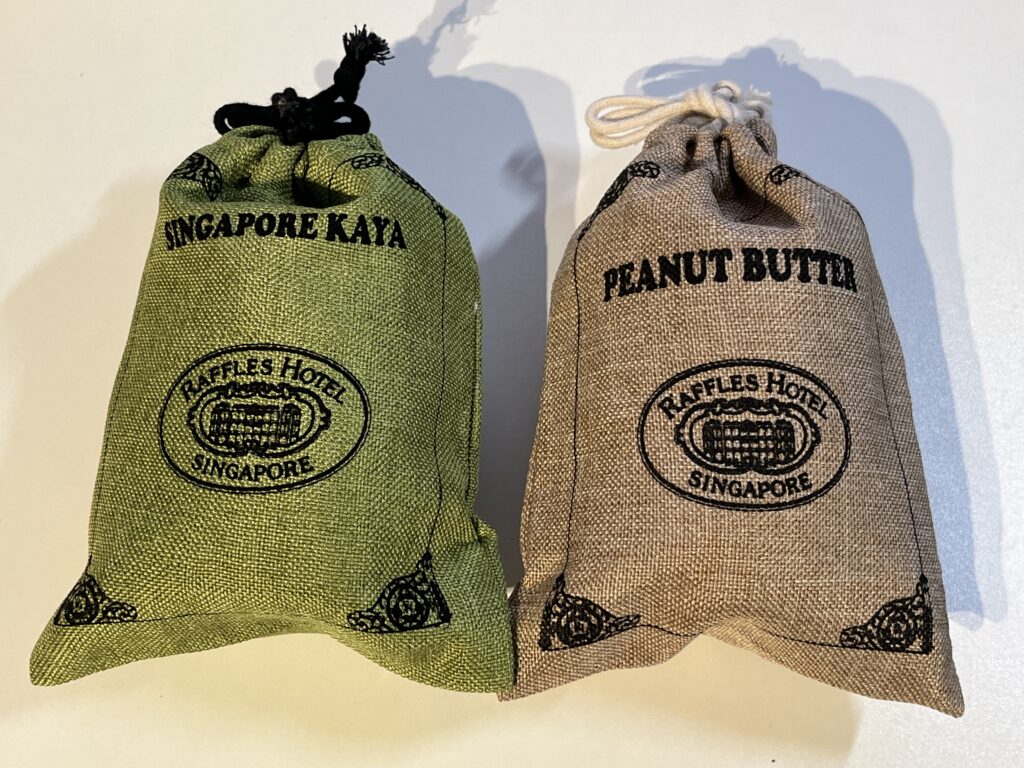 SINGAPORE KAYA
RAFFLES HOTEL
SINGAPORE
PEANUT BUTTER
RAFFLES HOTEL
SINGAPORE